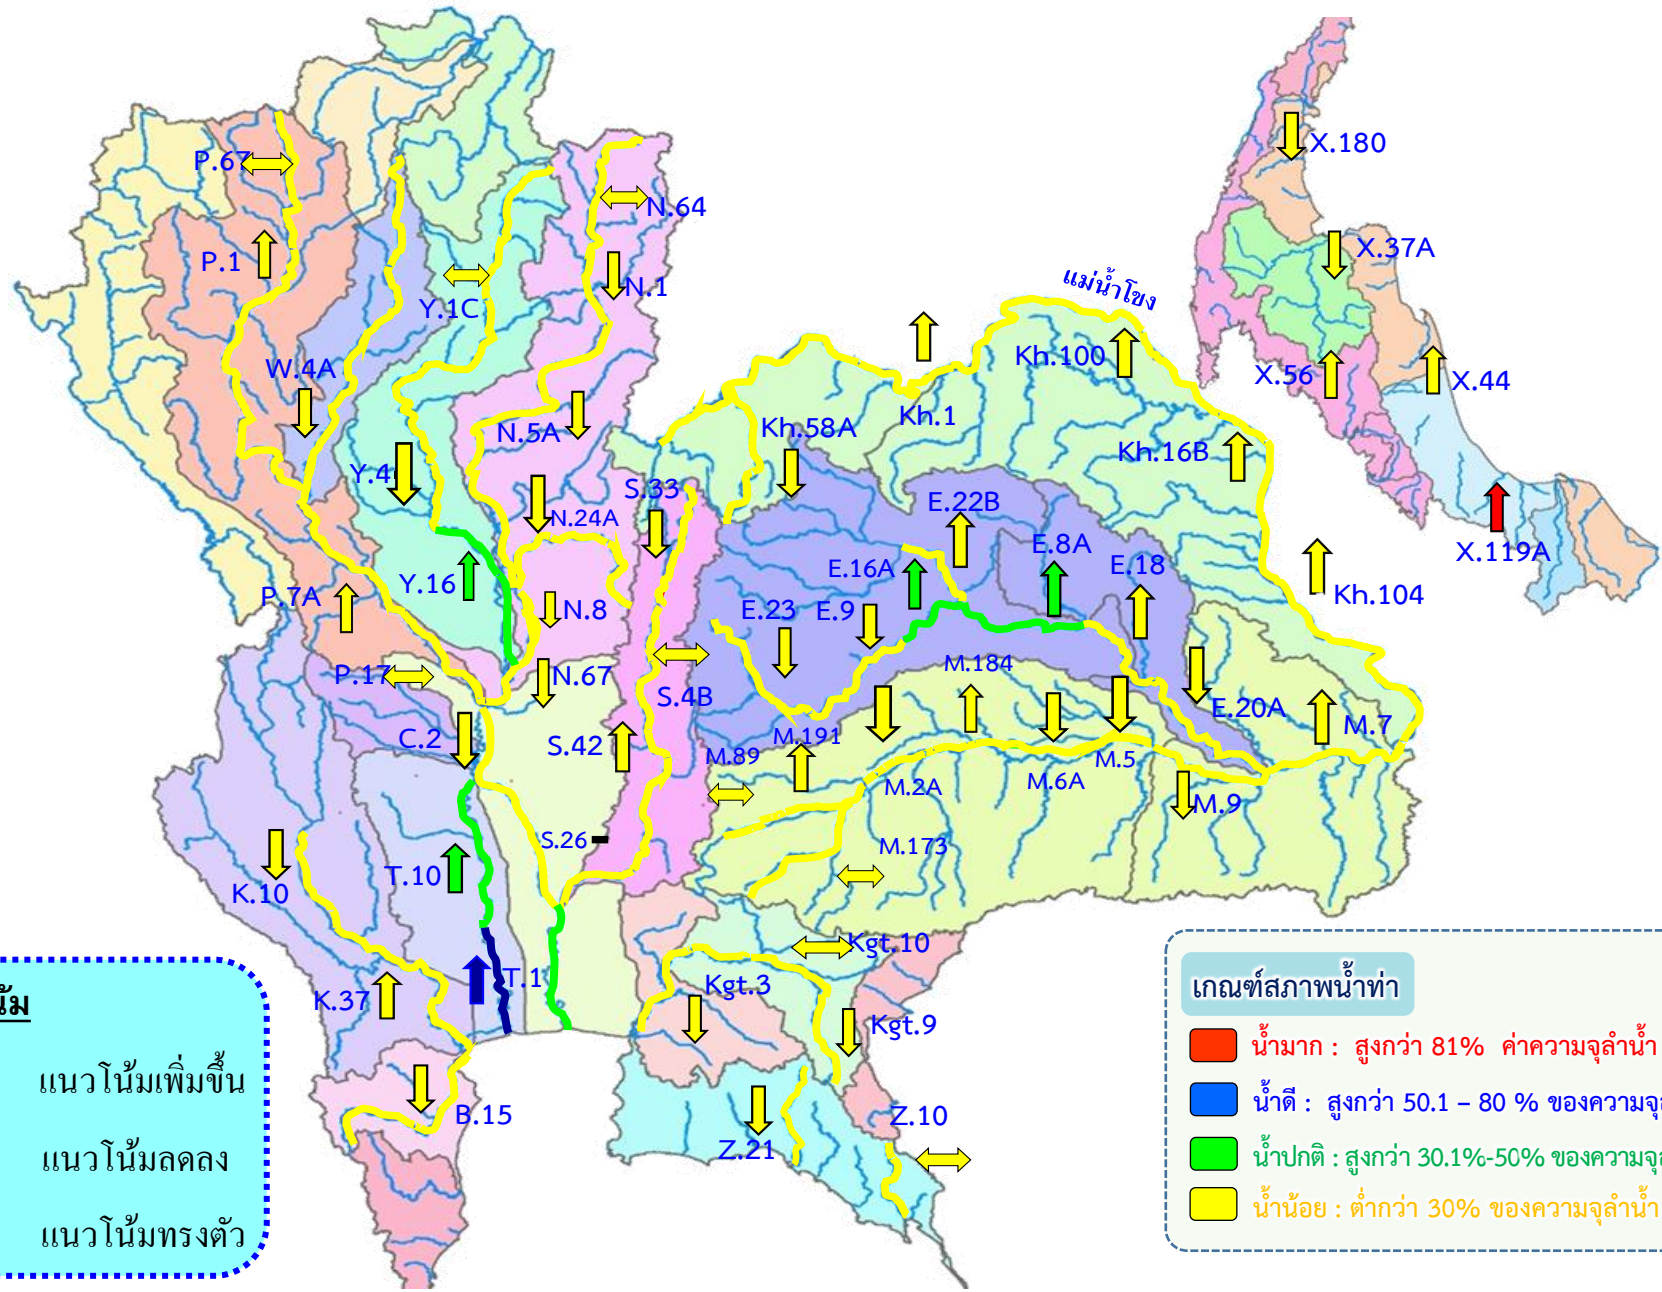 P.67
N.64
P.1
N.1
Y.1C
แม่น้ำโขง
W.4A
Kh.100
Kh.1
N.5A
Kh.58A
Kh.16B
Y.4
S.33
N.24A
E.22B
E.8A
E.16A
E.18
Y.16
P.7A
N.8
E.23
E.9
Kh.104
M.184
P.17
N.67
S.4B
E.20A
M.7
C.2
S.42
M.191
M.89
M.2A
M.6A
M.5
M.9
S.26
M.173
T.10
K.10
Kgt.10
Kgt.3
T.1
K.37
Kgt.9
B.15
Z.10
Z.21
X.180
X.37A
X.56
X.44
X.119A
แนวโน้มเพิ่มขึ้น
แนวโน้มลดลง
แนวโน้มทรงตัว
เกณฑ์สภาพน้ำท่า
น้ำมาก : สูงกว่า 81% ค่าความจุลำน้ำ
น้ำดี : สูงกว่า 50.1 – 80 % ของความจุ
น้ำปกติ : สูงกว่า 30.1%-50% ของความจุ
น้ำน้อย : ต่ำกว่า 30% ของความจุลำน้ำ